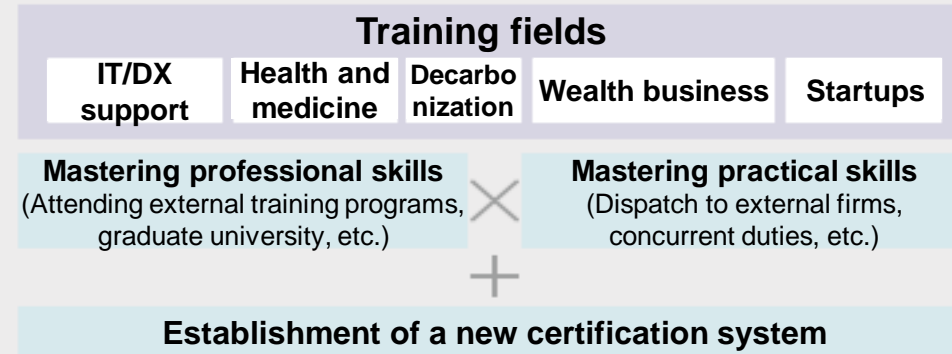 Training fields
IT/DX
support
Health and
medicine
Decarbo
nization
Wealth business
Startups
Mastering professional skills
(Attending external training programs,
graduate university, etc.)
×
Mastering practical skills
(Dispatch to external firms,
concurrent duties, etc.)
+
Establishment of a new certification system